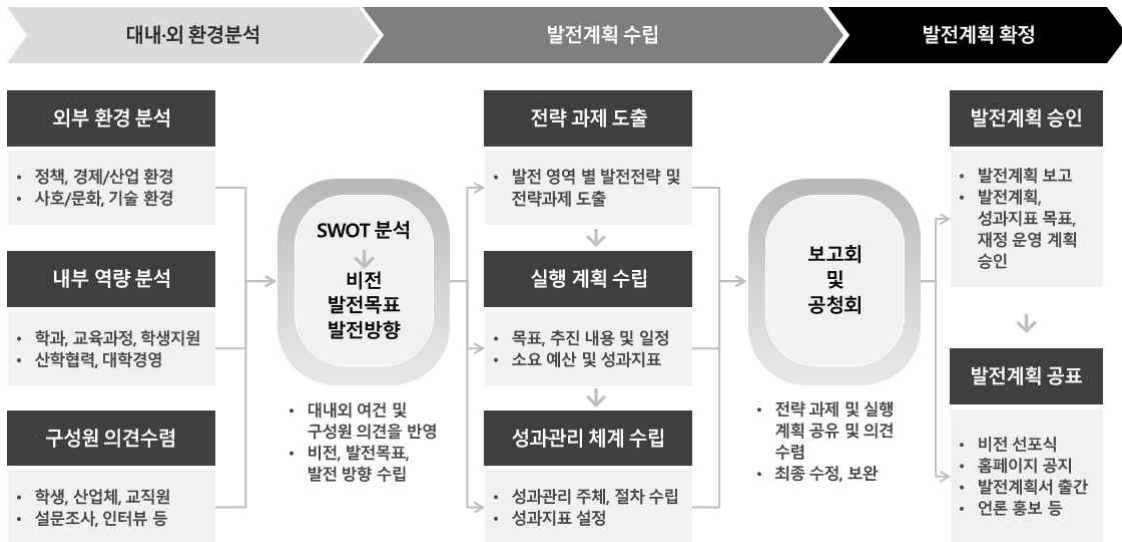 대내·외 환경분석
발전계획 수립
발전계획 확정
외부 환경 분석
• 정책, 경제/산업 환경
• 사호/문화, 기술 환경
내부 역량 분석
• 학과, 교육과정, 학생지원
• 산학협력, 대학경영
구성원 의견수렴
• 학생, 산업체, 교직원
• 설문조사, 인터뷰 등
SWOT 분석
비전
발전목표
발전방향
• 대내외 여건 및
구성원 의견을 반영
• 비전, 발전목표,
발전 방향 수립
전략 과제 도출
• 발전 영역 별 발전전략 및
전략과제 도출
실행 계획 수립
• 목표, 추진 내용 및 일정
• 소요 예산 및 성과지표
성과관리 체계 수립
• 성과관리 주체, 절차 수립
• 성과지표 설정
보고회
및
공청회
• 전략 과제 및 실행
계획 공유 및 의견
수렴
• 최종 수정, 보완
발전계획 승인
• 발전계획 보고
• 발전계획,
성과지표 목표,
재정 운영 계획
승인
발전계획 공표
• 비전 선포식
• 홈페이지 공지
• 발전계획서 출간
• 언론 홍보 등